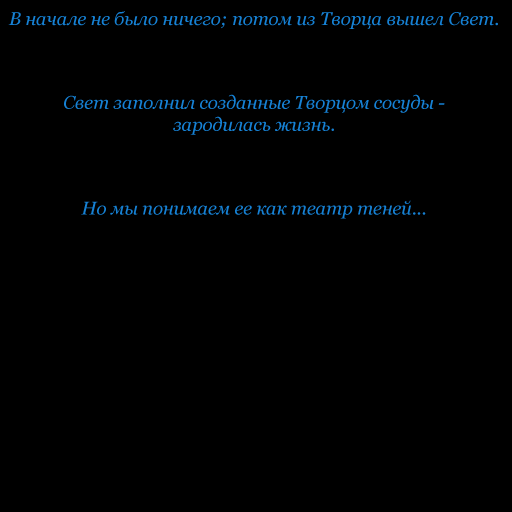 В начале не было ничего; потом из Творца вышел Свет.
Свет заполнил созданные Творцом сосуды -
зародилась жизнь.
Но мы понимаем ее как театр теней...